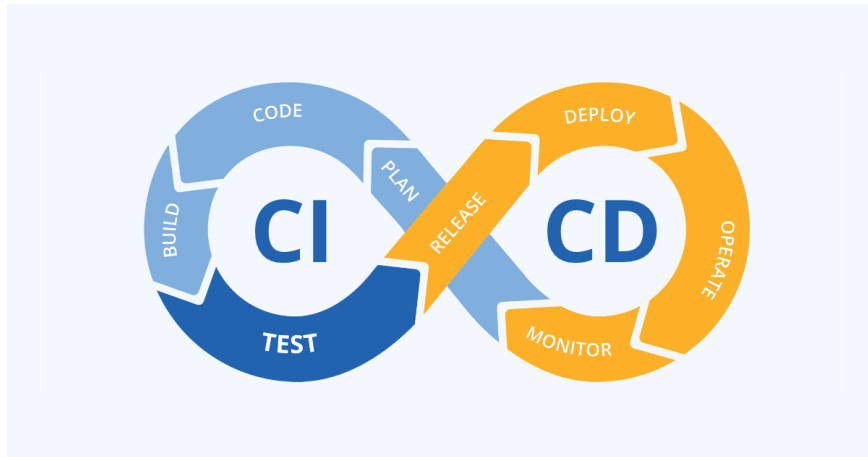 CODE
DEPLOY
PLAN
BUILD
CI
RELEASE
CD
OPERATE
TEST
MONITOR